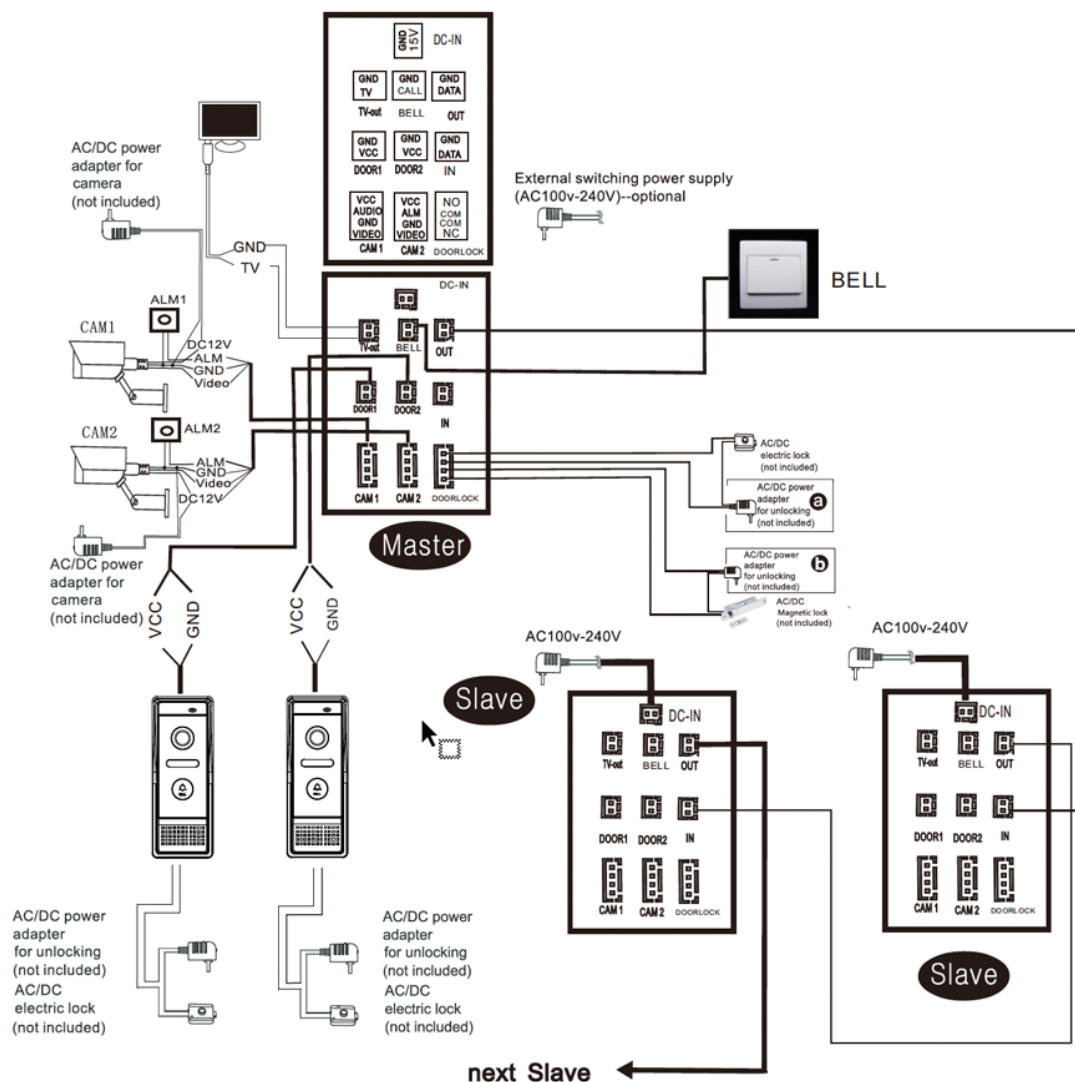 GND
15V
DC-IN
GND
TV
GND
CALL
GND
DATA
TV-out
BELL
OUT
GND
VCC
GND
VCC
GND
DATA
DOOR1
DOOR2
IN
VCC
AUDIO
GND
VIDEO
VCC
ALM
GND
VIDEO
NO
COM
COM
NC
CAM 1
CAM 2
DOORLOCK
AC/DC power
adapter for
camera
(not included)
External switching power supply
(AC100v-240V)--optional
GND
TV
BELL
DC-IN
TV-out
BELL
OUT
DOOR1
DOOR2
IN
CAM 1
CAM 2
DOORLOCK
Master
ALM1
CAM1
DC12V
ALM
GND
Video
CAM2
ALM2
ALM
GND
Video
DC12V
AC/DC power
adapter for
camera
(not included)
AC/DC
electric lock
(not included)
AC/DC power
adapter
for unlocking
(not included)
a
AC/DC power
adapter
for unlocking
(not included)
b
AC/DC
Magnetic lock
(not included)
VCC
GND
VCC
GND
AC100v-240V
Slave
DC-IN
TV-out
BELL
OUT
DOOR1
DOOR2
IN
CAM 1
CAM 2
DOORLOCK
AC100v-240V
DC-IN
TV-out
BELL
OUT
DOOR1
DOOR2
IN
CAM 1
CAM 2
DOORLOCK
Slave
AC/DC power
adapter
for unlocking
(not included)
AC/DC
electric lock
(not included)
AC/DC power
adapter
for unlocking
(not included)
AC/DC
electric lock
(not included)
next Slave